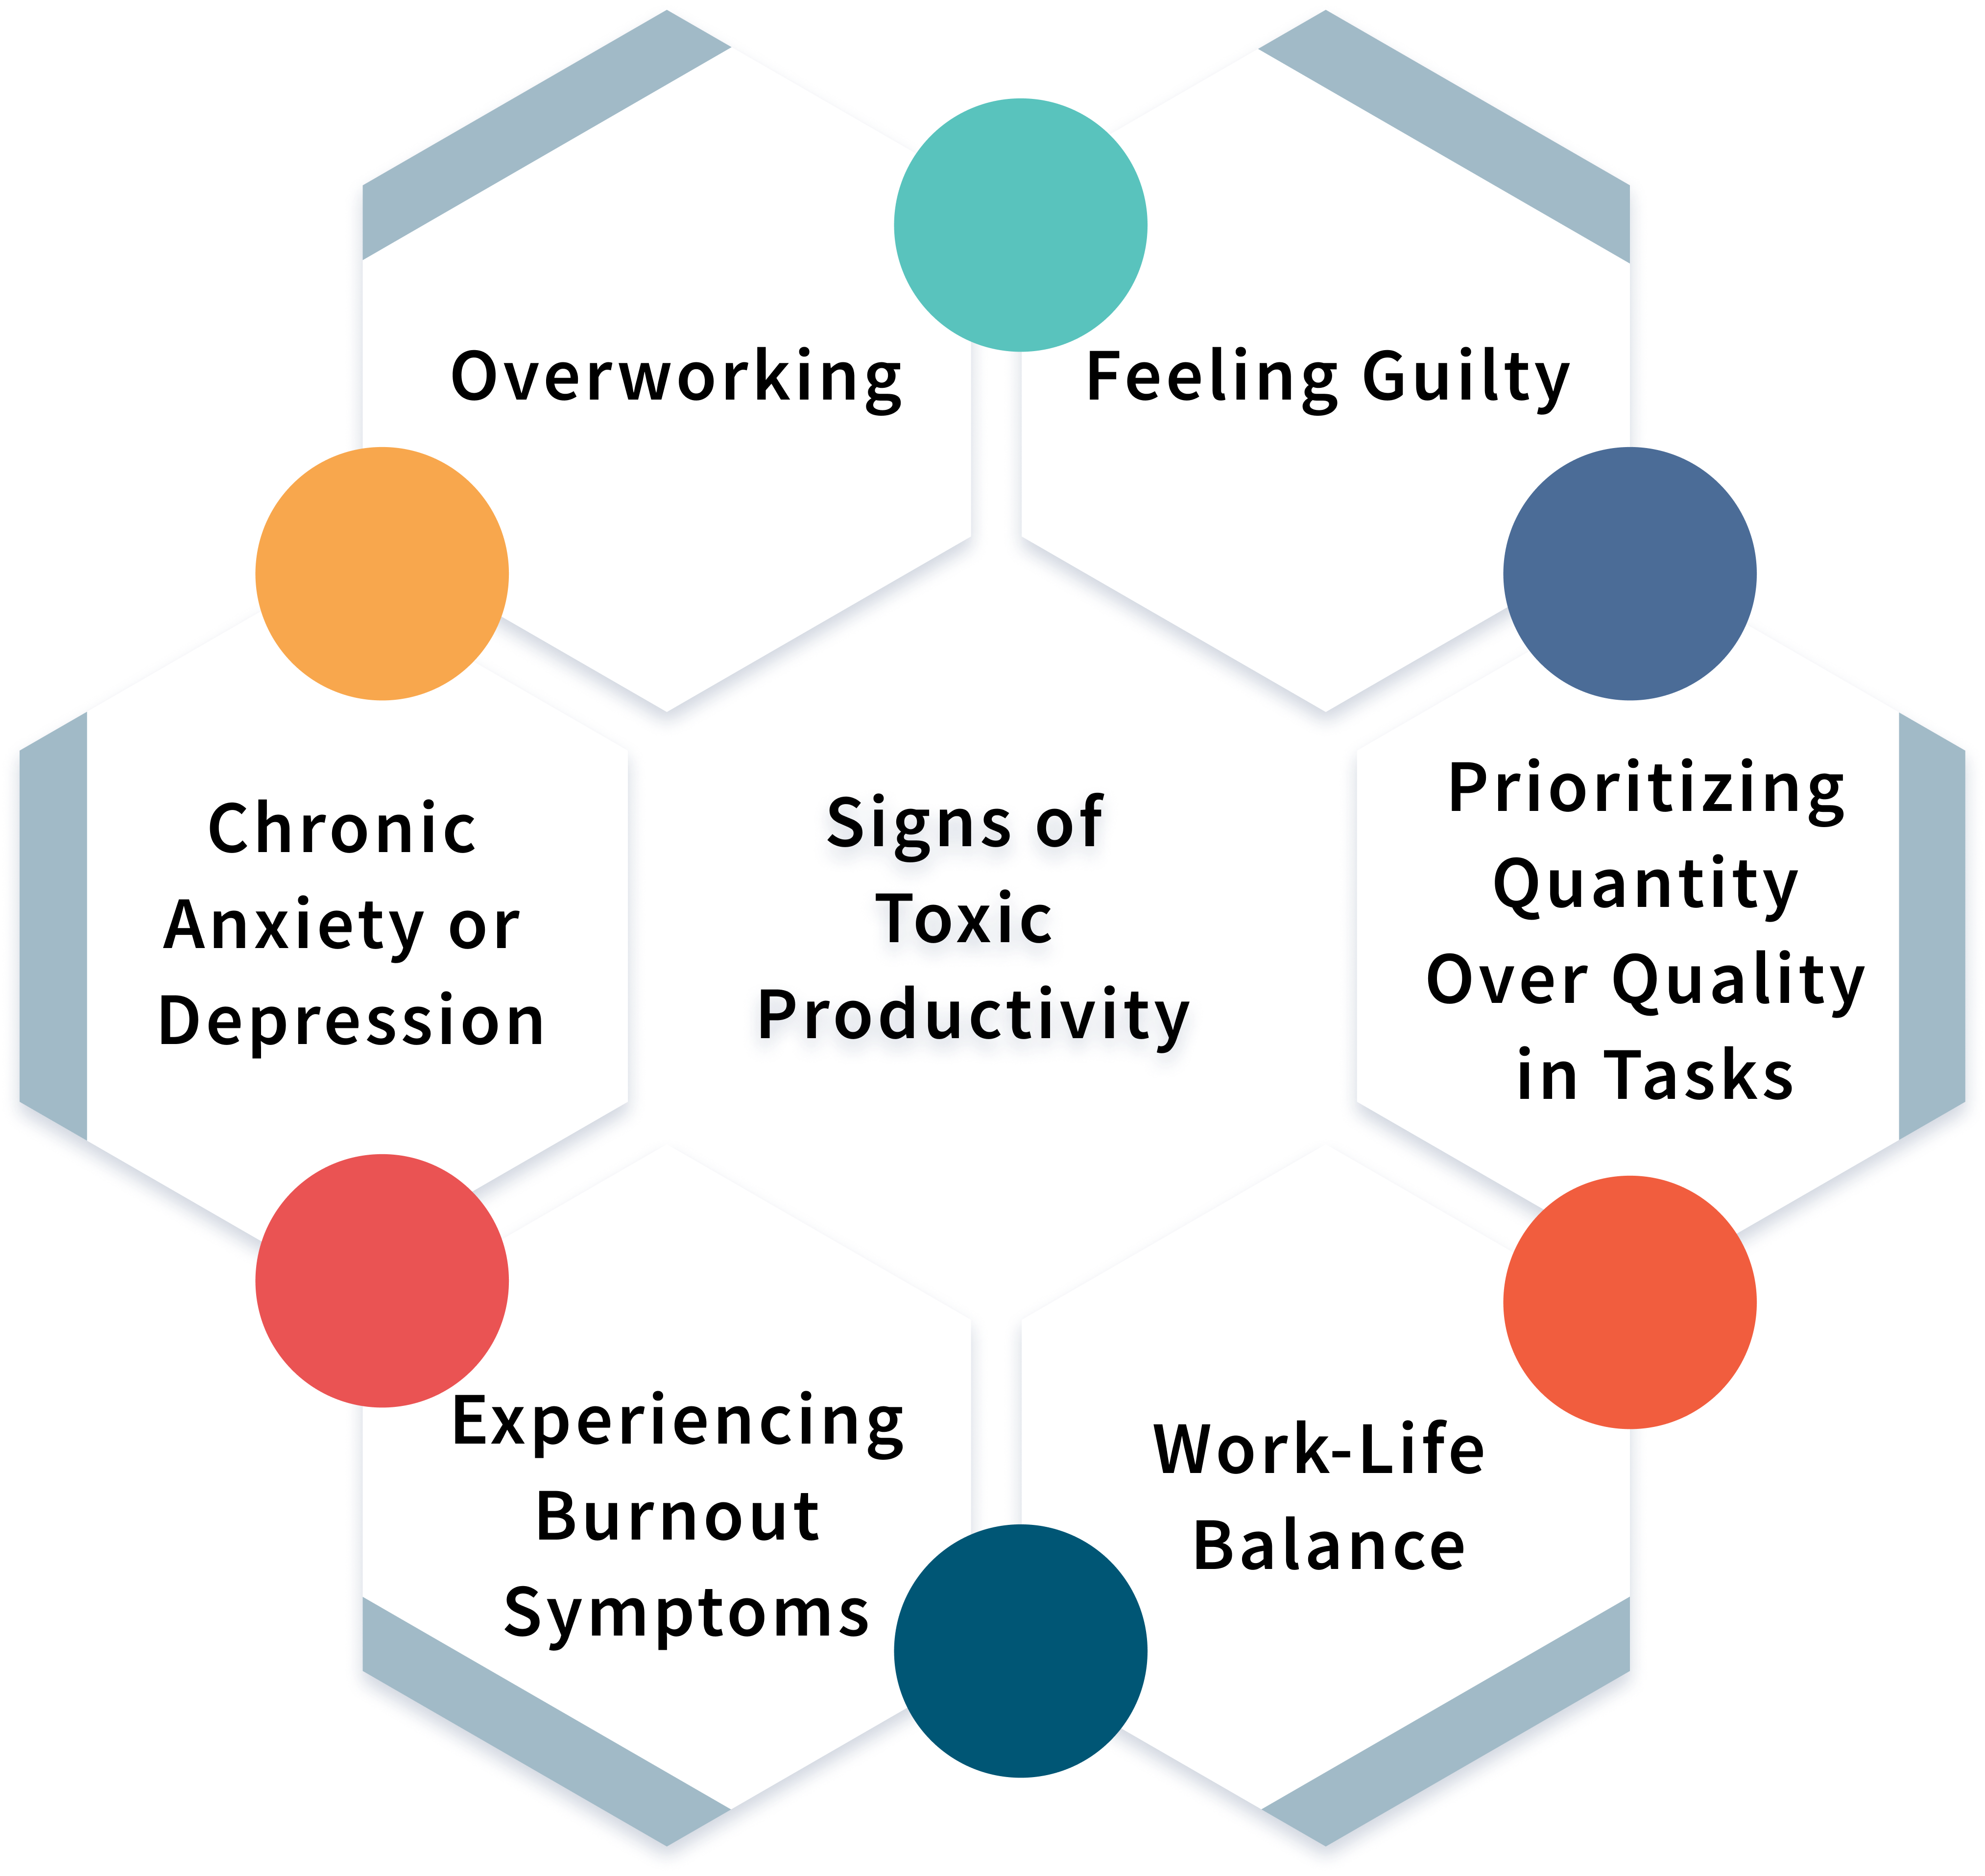 Overworking
Feeling Guilty
Chronic
Anxiety or
Depression
Signs of
Toxic
Productivity
Prioritizing
Quantity
Over Quality
in Tasks
Experiencing
Burnout
Symptoms
Work-Life
Balance